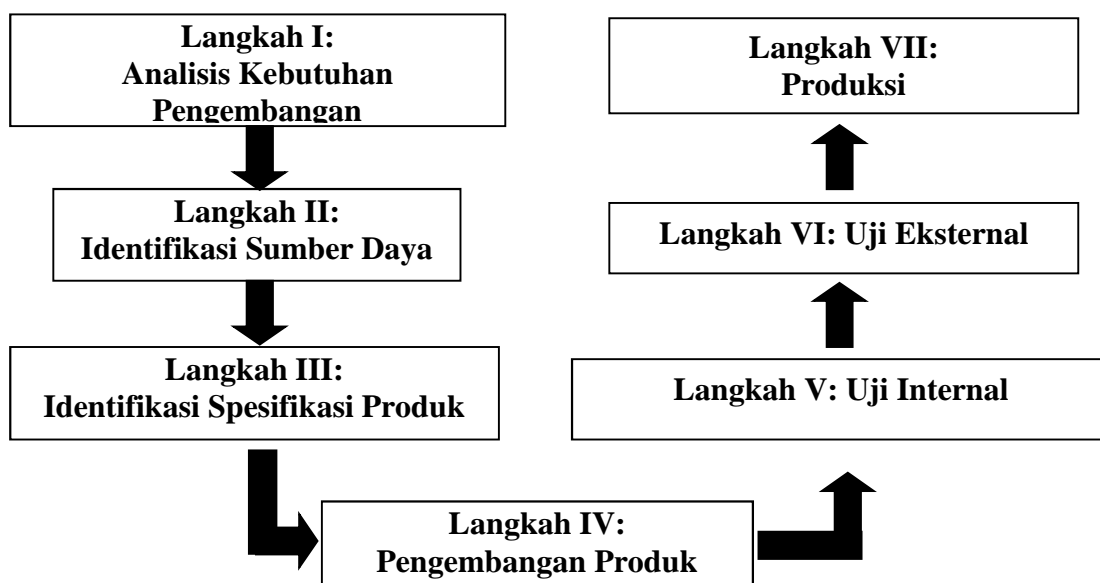 Langkah I:
Analisis Kebutuhan
Pengembangan
Langkah II:
Identifikasi Sumber Daya
Langkah III:
Identifikasi Spesifikasi Produk
Langkah IV:
Pengembangan Produk
Langkah V: Uji Internal
Langkah VI: Uji Eksternal
Langkah VII:
Produksi